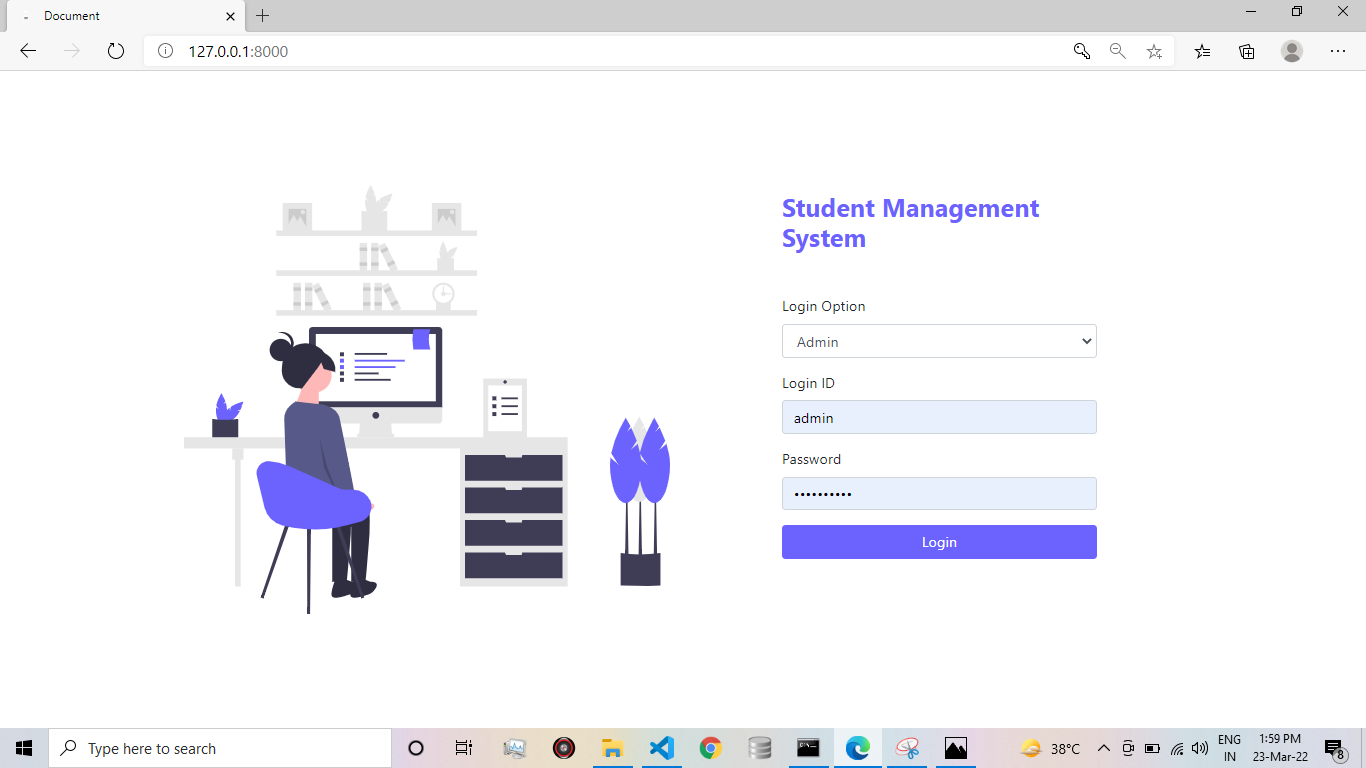 Document
127.0.0.1:8000
Student Management
System
Login Option
Admin
Login ID
admin
Password
••••••••••
Login
Type here to search
38°C
ENG
IN
1:59 PM
23-Mar-22
8